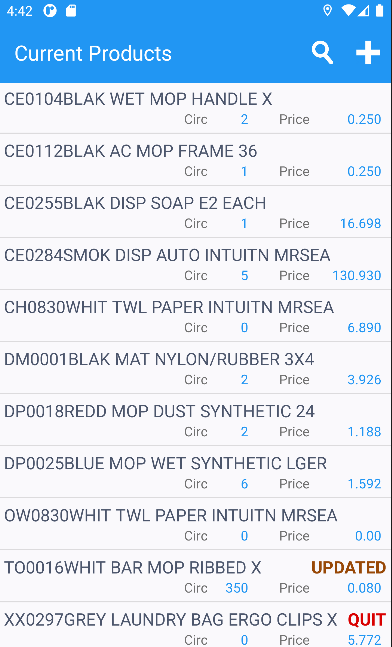 4:42
Current Products
CE0104BLAK WET MOP HANDLE X
Circ 2 Price 0.250
CE0112BLAK AC MOP FRAME 36
Circ 1 Price 0.250
CE0255BLAK DISP SOAP E2 EACH
Circ 1 Price 16.698
CE0284SMOK DISP AUTO INTUITN MRSEA
Circ 5 Price 130.930
CH0830WHIT TWL PAPER INTUITN MRSEA
Circ 0 Price 6.890
DM0001BLAK MAT NYLON/RUBBER 3X4
Circ 2 Price 3.926
DP0018REDD MOP DUST SYNTHETIC 24
Circ 2 Price 1.188
DP0025BLUE MOP WET SYNTHETIC LGER
Circ 6 Price 1.592
OW0830WHIT TWL PAPER INTUITN MRSEA
Circ 0 Price 0.00
TO0016WHIT BAR MOP RIBBED X UPDATED
Circ 350 Price 0.080
XX0297GREY LAUNDRY BAG ERGO CLIPS X QUIT
Circ 0 Price 5.772